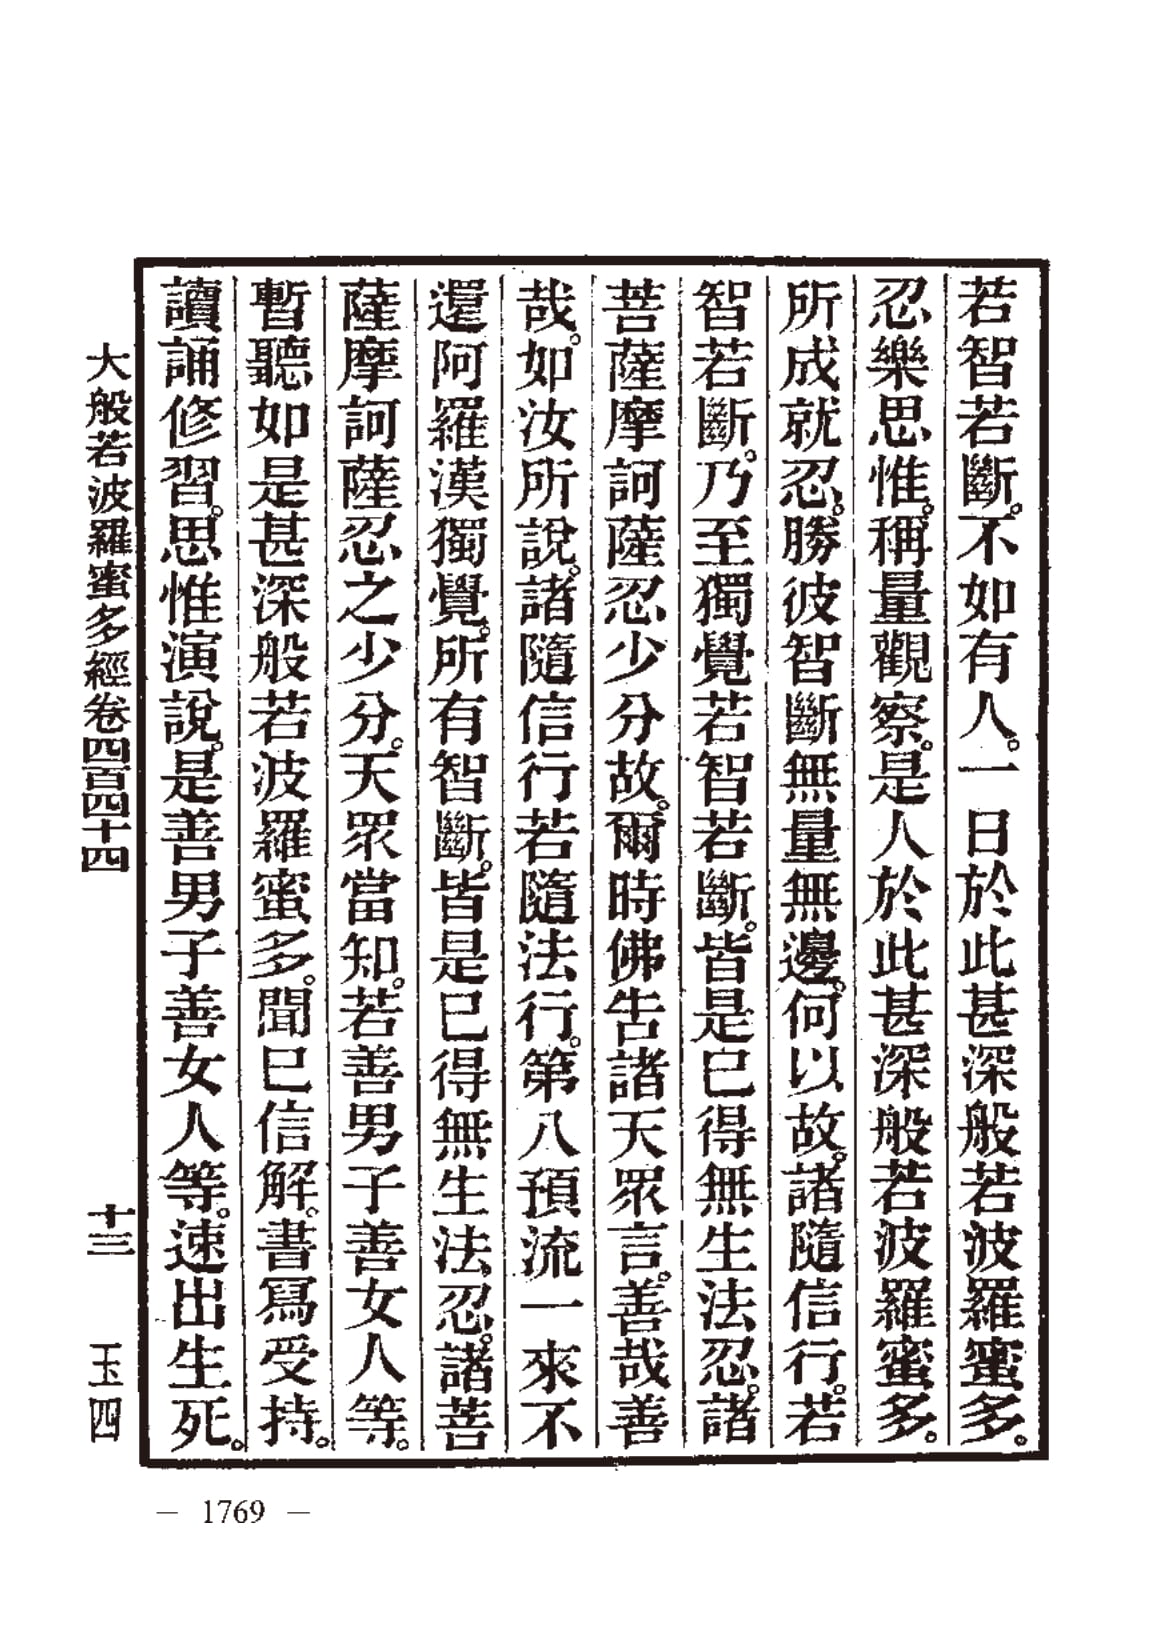 若智若斷。不如有人。一日於此甚深般若波羅蜜多。
忍樂思惟。稱量觀察。是人於此甚深般若波羅蜜多。
所成就忍。勝彼智斷無量無邊。何以故。諸隨信行。若
智若斷。乃至獨覺若智若斷。皆是已得無生法忍。諸
菩薩摩訶薩忍少分故。爾時佛告諸天眾言。善哉善
哉。如汝所說。諸隨信行若隨法行。第八預流一來不
還阿羅漢獨覺。所有智斷。皆是已得無生法忍。諸菩
薩摩訶薩忍之少分。天眾當知。若善男子善女人等。
暫聽如是甚深般若波羅蜜多。聞已信解。書寫受持。
讀誦修習。思惟演說。是善男子善女人等。速出生死。
大般若波羅蜜多經卷四百四十四 十三 玉四
— 1769 —